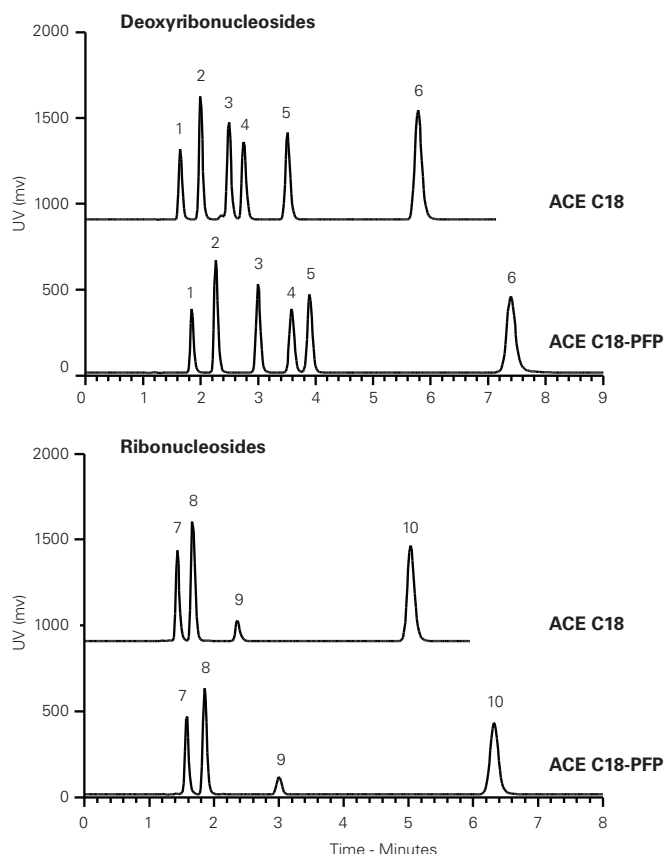 Deoxyribonucleosides
2000
1500
1000
500
0
UV (mv)
1
2
3
4
5
6
ACE C18
1
2
3
4
5
6
ACE C18-PFP
0 1 2 3 4 5 6 7 8 9
Ribonucleosides
2000
1500
1000
500
0
UV (mv)
7
8
9
10
ACE C18
7
8
9
10
ACE C18-PFP
0 1 2 3 4 5 6 7 8
Time - Minutes